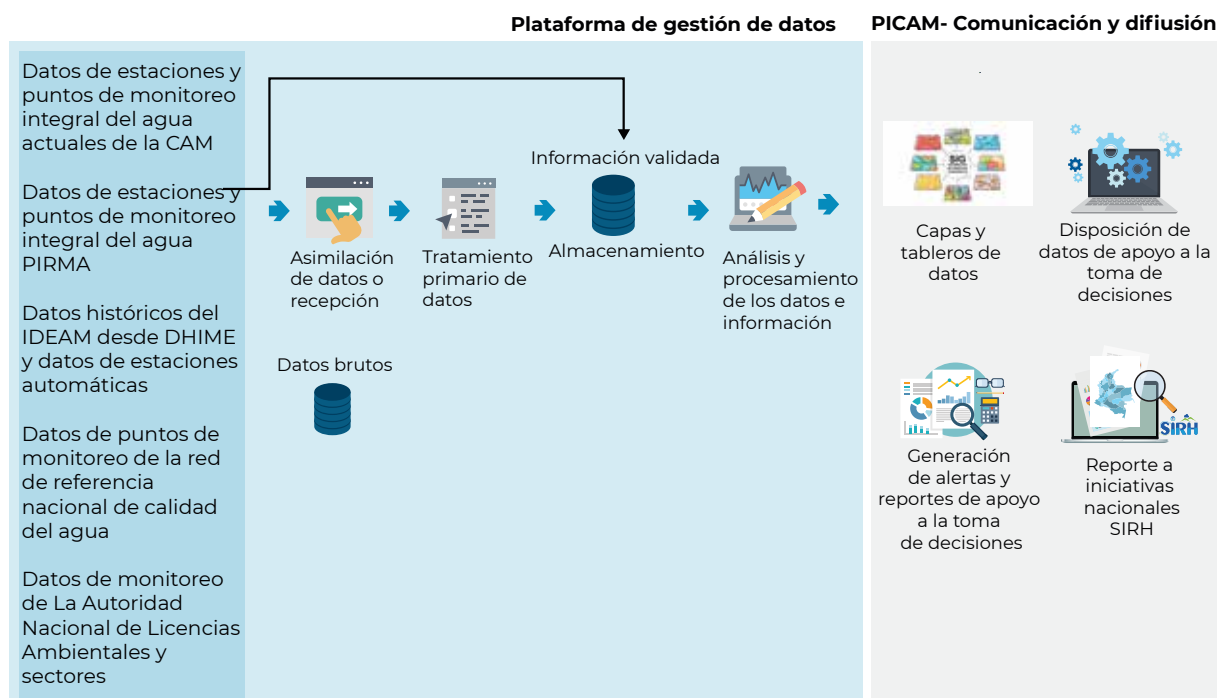 Plataforma de gestión de datos
PICAM- Comunicación y difiusión
Datos de estaciones y
puntos de monitoreo
integral del agua
actuales de la CAM
Datos de estaciones y
puntos de monitoreo
integral del agua
PIRMA
Datos históricos del
IDEAM desde DHIME
y datos de estaciones
automáticas
Datos de puntos de
monitoreo de la red
de referencia
nacional de calidad
del agua
Datos de monitoreo
de La Autoridad
Nacional de Licencias
Ambientales y
sectores
Asimilación
de datos o
recepción
Datos brutos
Tratamiento
primario de
datos
Información validada
Almacenamiento
Análisis y
procesamiento
de los datos e
información
SIG
Capas y
tableros de
datos
Disposición de
datos de apoyo a la
toma de
decisiones
Generación
de alertas y
reportes de apoyo
a la toma
de decisiones
SIRH
Reporte a
iniciativas
nacionales
SIRH